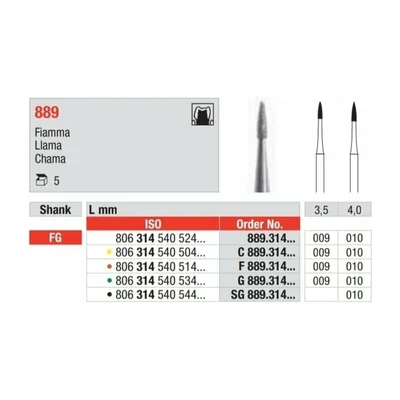 889
Fiamma
Llama
Chama
5
Shank L mm 3,5 4,0
ISO Order No.
FG 806 314 540 524... 889.314... 009 010
806 314 540 504... C 889.314... 009 010
806 314 540 514... F 889.314... 009 010
806 314 540 534... G 889.314... 009 010
806 314 540 544... SG 889.314... 010